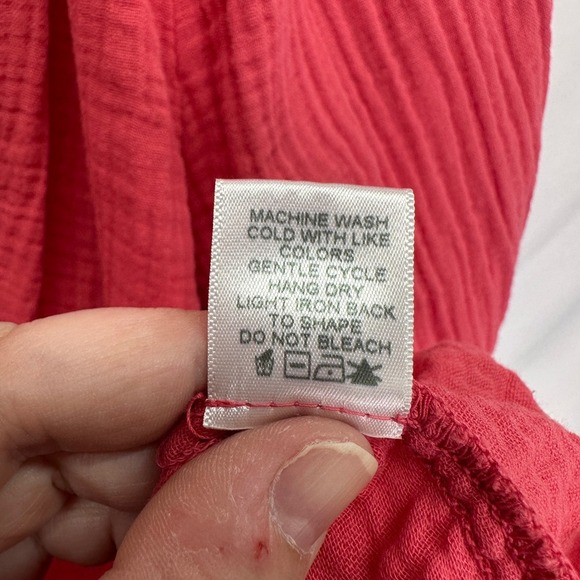 MACHINE WASH
COLD WITH LIKE
COLORS
GENTLE CYCLE
HANG DRY
LIGHT IRON BACK
TO SHAPE
DO NOT BLEACH